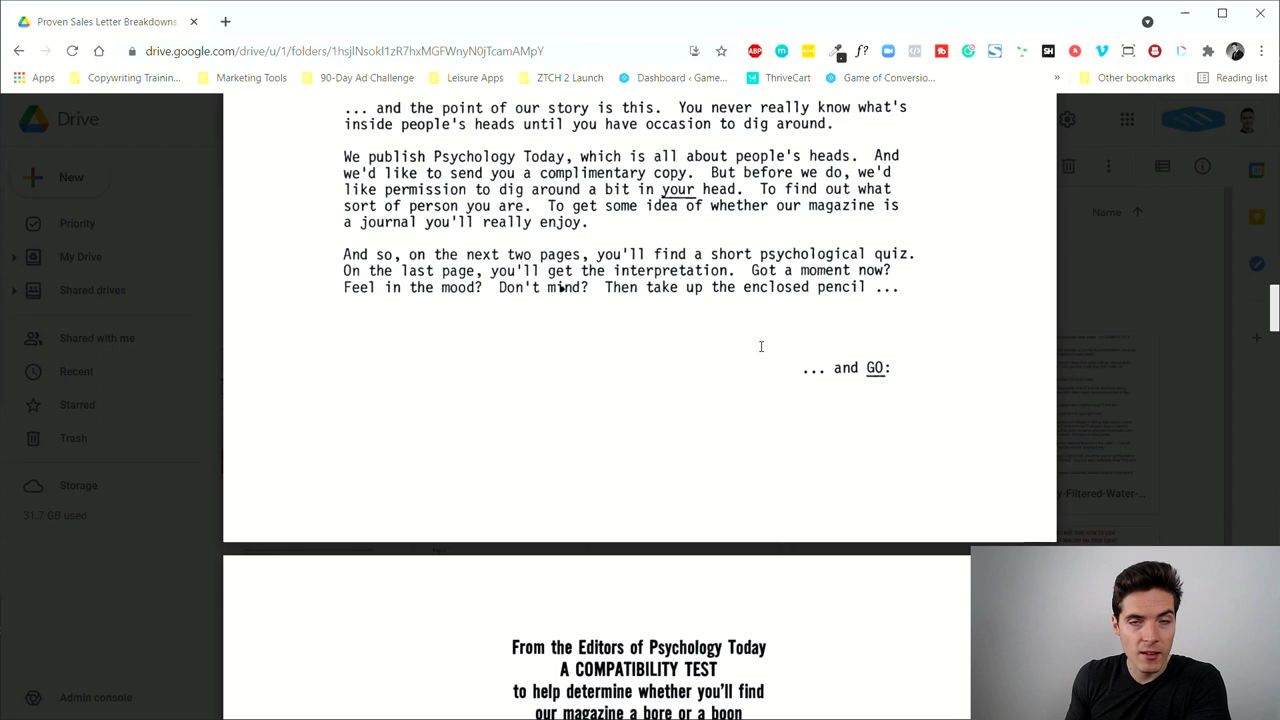 Proven Sales Letter Breakdowns
drive.google.com/drive/u/1/folders/1hsjlNsokI1zR7hxMGFWnyN0jTcamAMpY
Apps
Copywriting Trainin...
Marketing Tools
90-Day Ad Challenge
Leisure Apps
ZTCH 2 Launch
Dashboard ‹ Game...
ThriveCart
Game of Conversio...
»
Other bookmarks
Reading list
Drive
New
Priority
My Drive
Shared drives
Shared with me
Recent
Starred
Trash
Storage
31.7 GB used
Admin console
... and the point of our story is this. You never really know what's
inside people's heads until you have occasion to dig around.
We publish Psychology Today, which is all about people's heads. And
we'd like to send you a complimentary copy. But before we do, we'd
like permission to dig around a bit in your head. To find out what
sort of person you are. To get some idea of whether our magazine is
a journal you'll really enjoy.
And so, on the next two pages, you'll find a short psychological quiz.
On the last page, you'll get the interpretation. Got a moment now?
Feel in the mood? Don't mind? Then take up the enclosed pencil ...
... and GO:
From the Editors of Psychology Today
A COMPATIBILITY TEST
to help determine whether you'll find
our magazine a bore or a boon
Name
y-Filtered-Water-...